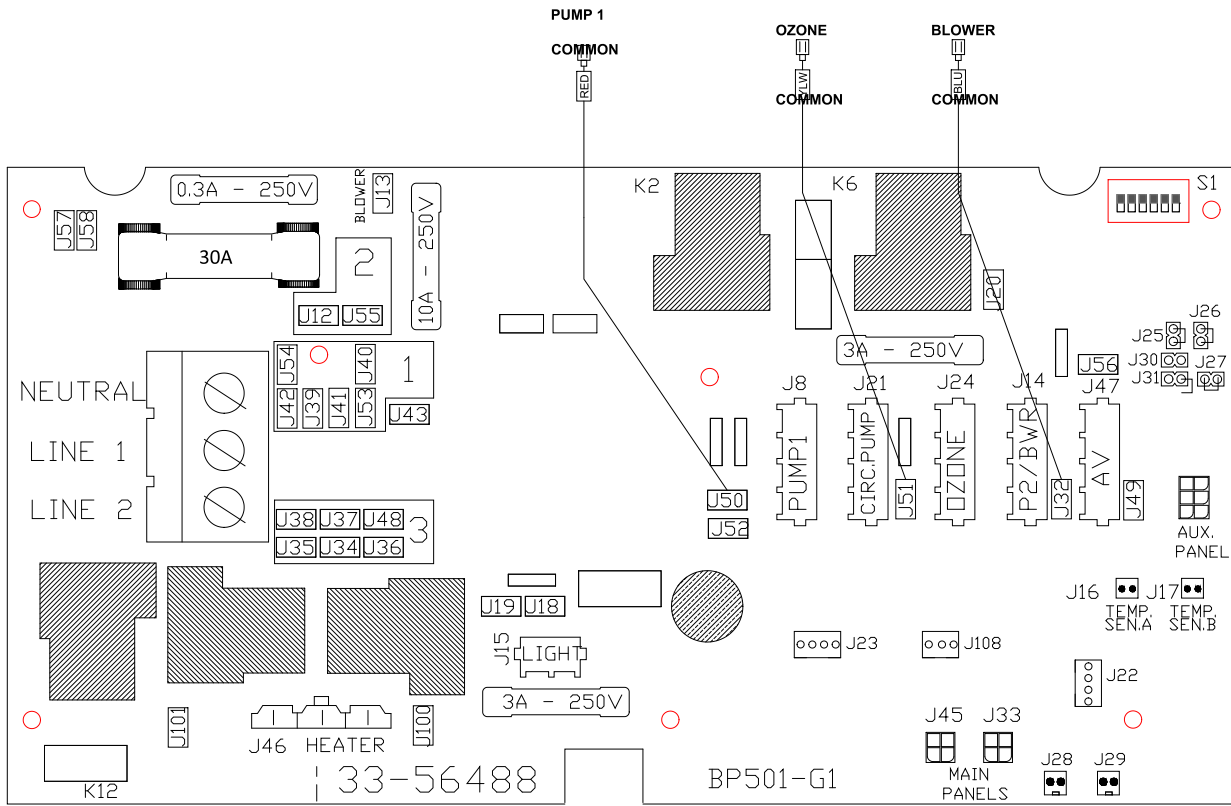 PUMP 1
COMMON
RED
OZONE
YLW
COMMON
BLOWER
BLU
COMMON
0.3A - 250V
BLOWER
J13
K2
K6
S1
J57
J58
30A
2
10A - 250V
J12
J55
J20
J26
J25
3A - 250V
J30
J27
J56
J31
J54
J40
1
J42
J39
J41
J53
J43
NEUTRAL
LINE 1
LINE 2
J8
PUMP1
J21
CIRC.PUMP
J24
OZONE
J14
P2/BWR
J47
AV
J50
J52
J51
J32
J49
AUX.
PANEL
J38
J37
J48
3
J35
J34
J36
J16
TEMP.
SEN.A
J17
TEMP.
SEN.B
J19
J18
J15
LIGHT
J23
J108
J22
3A - 250V
J101
J100
J46 HEATER
J45
J33
MAIN
PANELS
J28
J29
K12
33-56488
BP501-G1